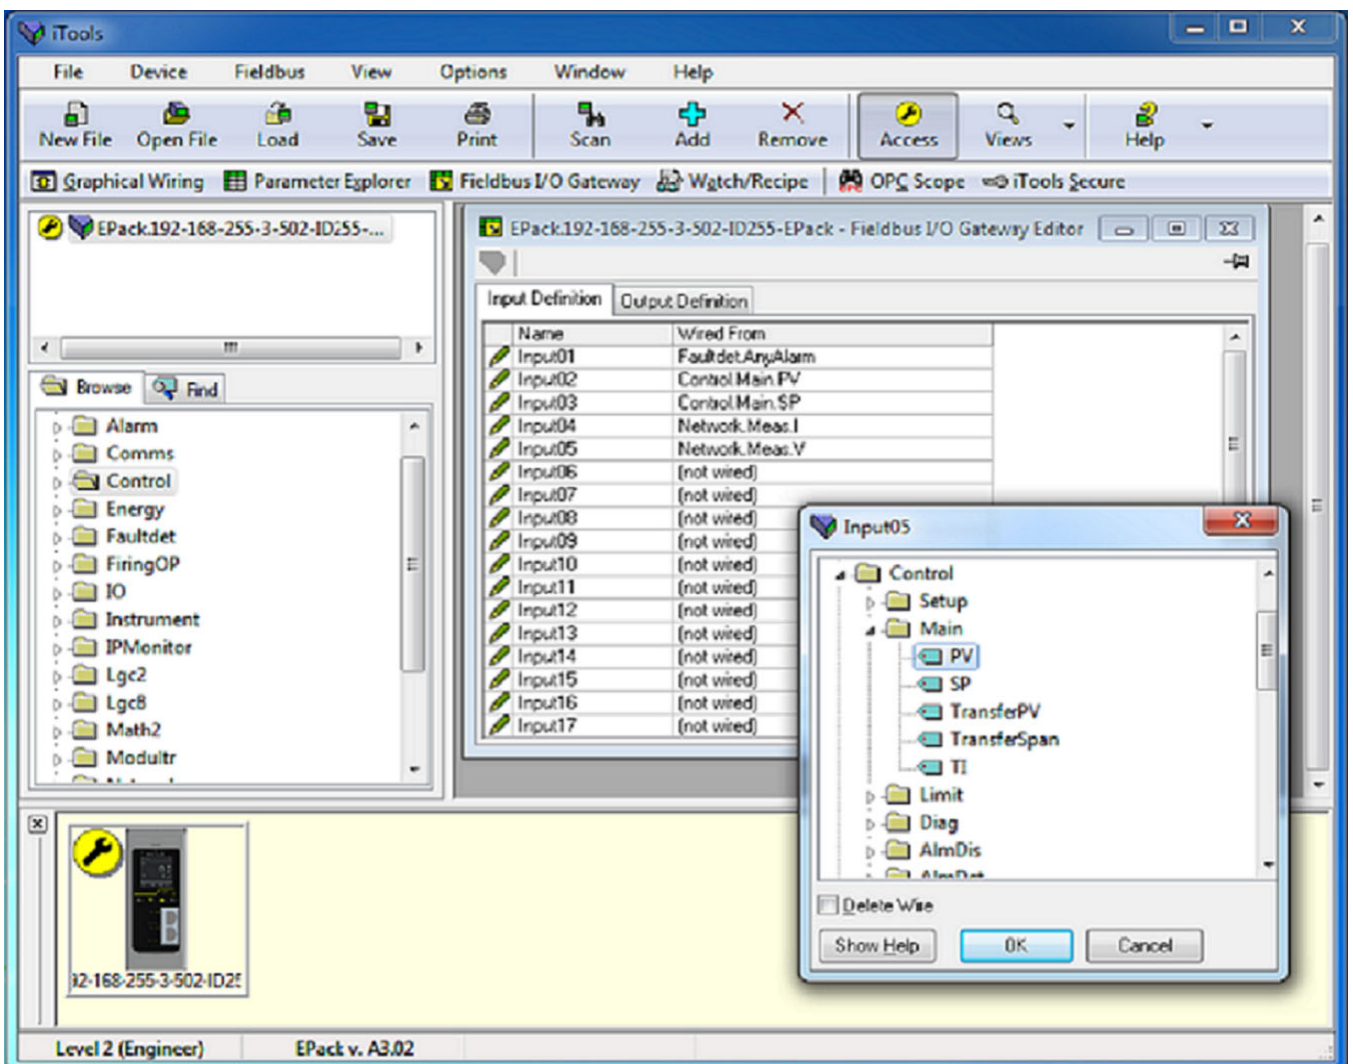 iTools
File Device Fieldbus View Options Window Help
New File Open File Load Save Print Scan Add Remove Access Views Help
Graphical Wiring Parameter Explorer Fieldbus I/O Gateway Watch/Recipe OPC Scope iTools Secure
EPack.192-168-255-3-502-ID255-...
Browse Find
Alarm
Comms
Control
Energy
Faultdet
FiringOP
IO
Instrument
IPMonitor
Lgc2
Lgc8
Math2
Modultr
EPack.192-168-255-3-502-ID255-EPack - Fieldbus I/O Gateway Editor
Input Definition Output Definition
Name Wired From
Input01 Faultdet.AnyAlarm
Input02 Control.Main.PV
Input03 Control.Main.SP
Input04 Network.Meas.I
Input05 Network.Meas.V
Input06 (not wired)
Input07 (not wired)
Input08 (not wired)
Input09 (not wired)
Input10 (not wired)
Input11 (not wired)
Input12 (not wired)
Input13 (not wired)
Input14 (not wired)
Input15 (not wired)
Input16 (not wired)
Input17 (not wired)
Input05
Control
Setup
Main
PV
SP
TransferPV
TransferSpan
TI
Limit
Diag
AlmDis
Delete Wire
Show Help OK Cancel
92-168-255-3-502-ID25
Level 2 (Engineer) EPack v. A3.02